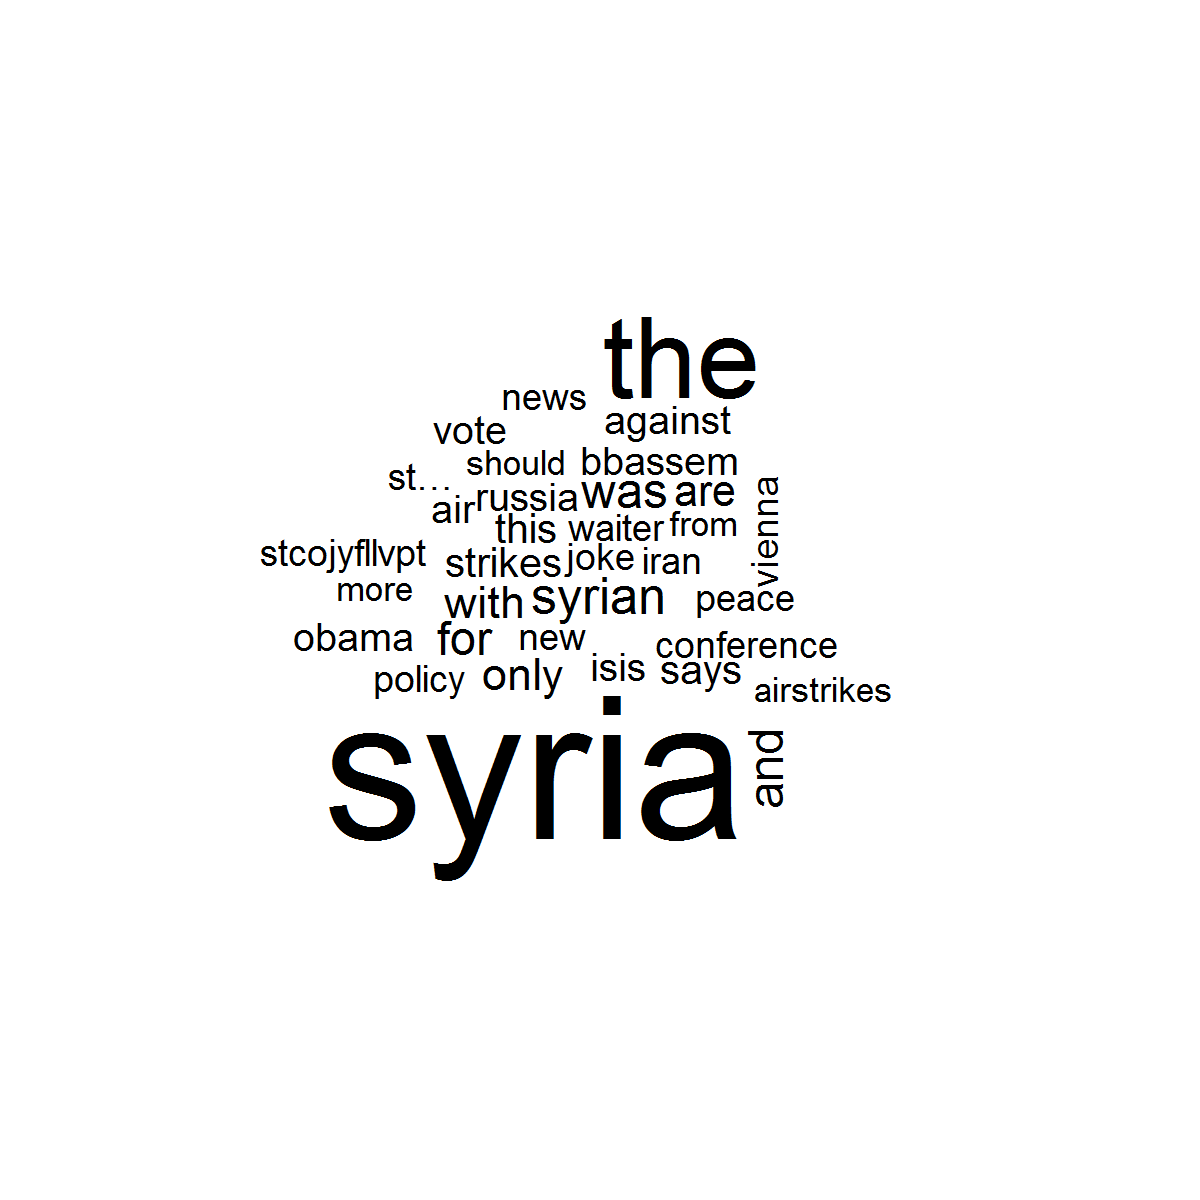 the
news
against
vote
should bbassem
st…
russia was are
air
vienna
this waiter from
stcojyfllvpt
strikes joke iran
more
with syrian peace
obama for new conference
policy only isis says
airstrikes
syria
and